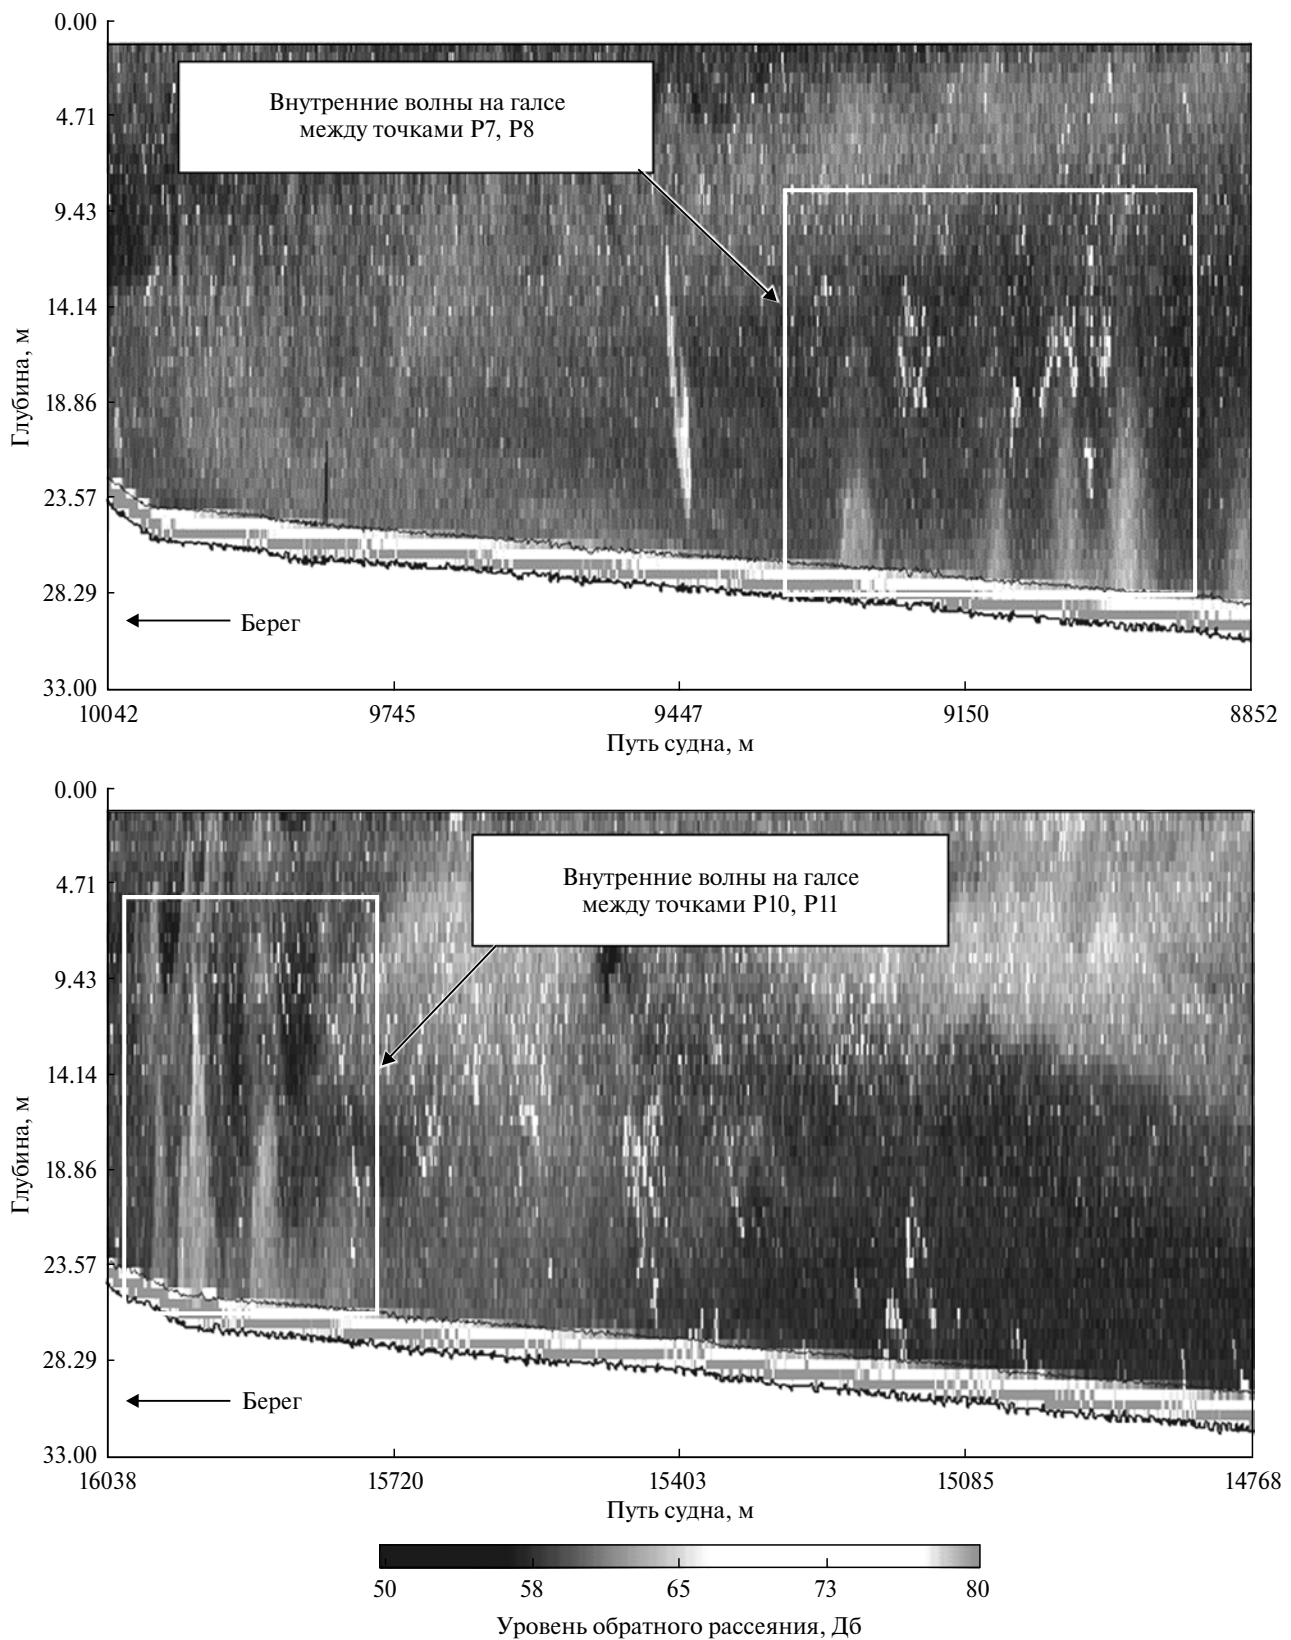 0.00
Внутренние волны на галсе
между точками P7, P8
4.71
9.43
14.14
Глубина, м
18.86
23.57
28.29
Берег
33.00
10042 9745 9447 9150 8852
Путь судна, м
0.00
4.71
Внутренние волны на галсе
между точками P10, P11
9.43
14.14
Глубина, м
18.86
23.57
28.29
Берег
33.00
16038 15720 15403 15085 14768
Путь судна, м
50 58 65 73 80
Уровень обратного рассеяния, Дб